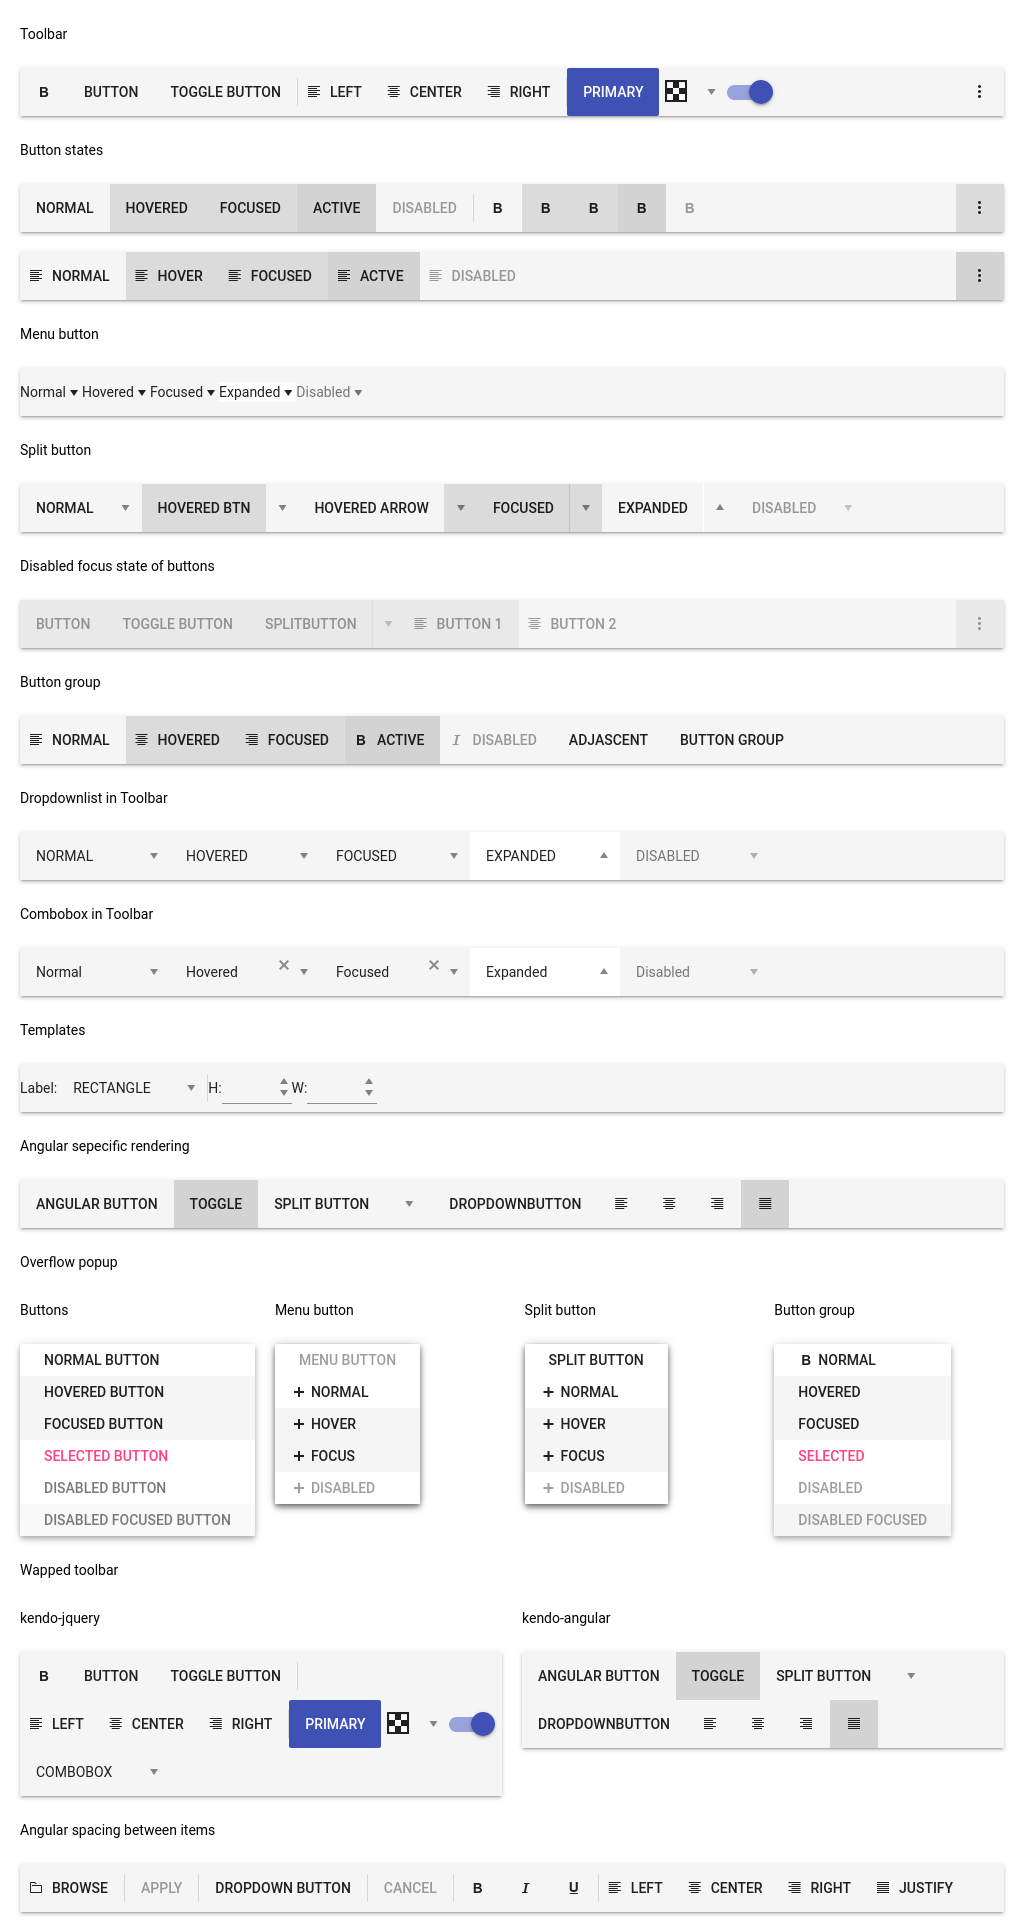 Toolbar
B BUTTON TOGGLE BUTTON LEFT CENTER RIGHT PRIMARY
Button states
NORMAL HOVERED FOCUSED ACTIVE DISABLED B B B B B
NORMAL HOVER FOCUSED ACTVE DISABLED
Menu button
Normal Hovered Focused Expanded Disabled
Split button
NORMAL HOVERED BTN HOVERED ARROW FOCUSED EXPANDED DISABLED
Disabled focus state of buttons
BUTTON TOGGLE BUTTON SPLITBUTTON BUTTON 1 BUTTON 2
Button group
NORMAL HOVERED FOCUSED B ACTIVE I DISABLED ADJASCENT BUTTON GROUP
Dropdownlist in Toolbar
NORMAL HOVERED FOCUSED EXPANDED DISABLED
Combobox in Toolbar
Normal Hovered Focused Expanded Disabled
Templates
Label: RECTANGLE H: W:
Angular sepecific rendering
ANGULAR BUTTON TOGGLE SPLIT BUTTON DROPDOWNBUTTON
Overflow popup
Buttons
NORMAL BUTTON
HOVERED BUTTON
FOCUSED BUTTON
SELECTED BUTTON
DISABLED BUTTON
DISABLED FOCUSED BUTTON
Menu button
MENU BUTTON
NORMAL
HOVER
FOCUS
DISABLED
Split button
SPLIT BUTTON
NORMAL
HOVER
FOCUS
DISABLED
Button group
B NORMAL
HOVERED
FOCUSED
SELECTED
DISABLED
DISABLED FOCUSED
Wapped toolbar
kendo-jquery
B BUTTON TOGGLE BUTTON
LEFT CENTER RIGHT PRIMARY
COMBOBOX
kendo-angular
ANGULAR BUTTON TOGGLE SPLIT BUTTON
DROPDOWNBUTTON
Angular spacing between items
BROWSE APPLY DROPDOWN BUTTON CANCEL B I U LEFT CENTER RIGHT JUSTIFY